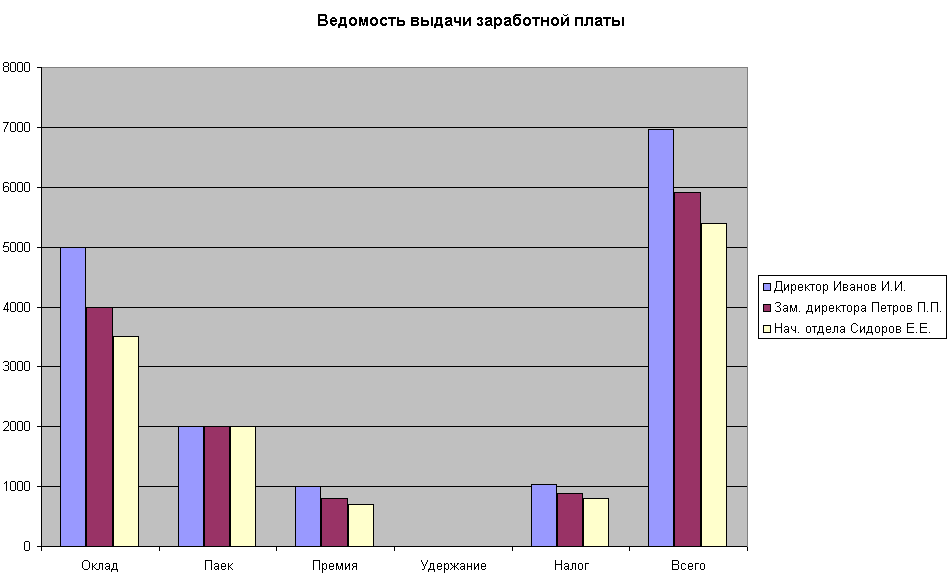 Ведомость выдачи заработной платы
8000
7000
6000
5000
4000
3000
2000
1000
0
Оклад Паек Премия Удержание Налог Всего
Директор Иванов И.И.
Зам. директора Петров П.П.
Нач. отдела Сидоров Е.Е.